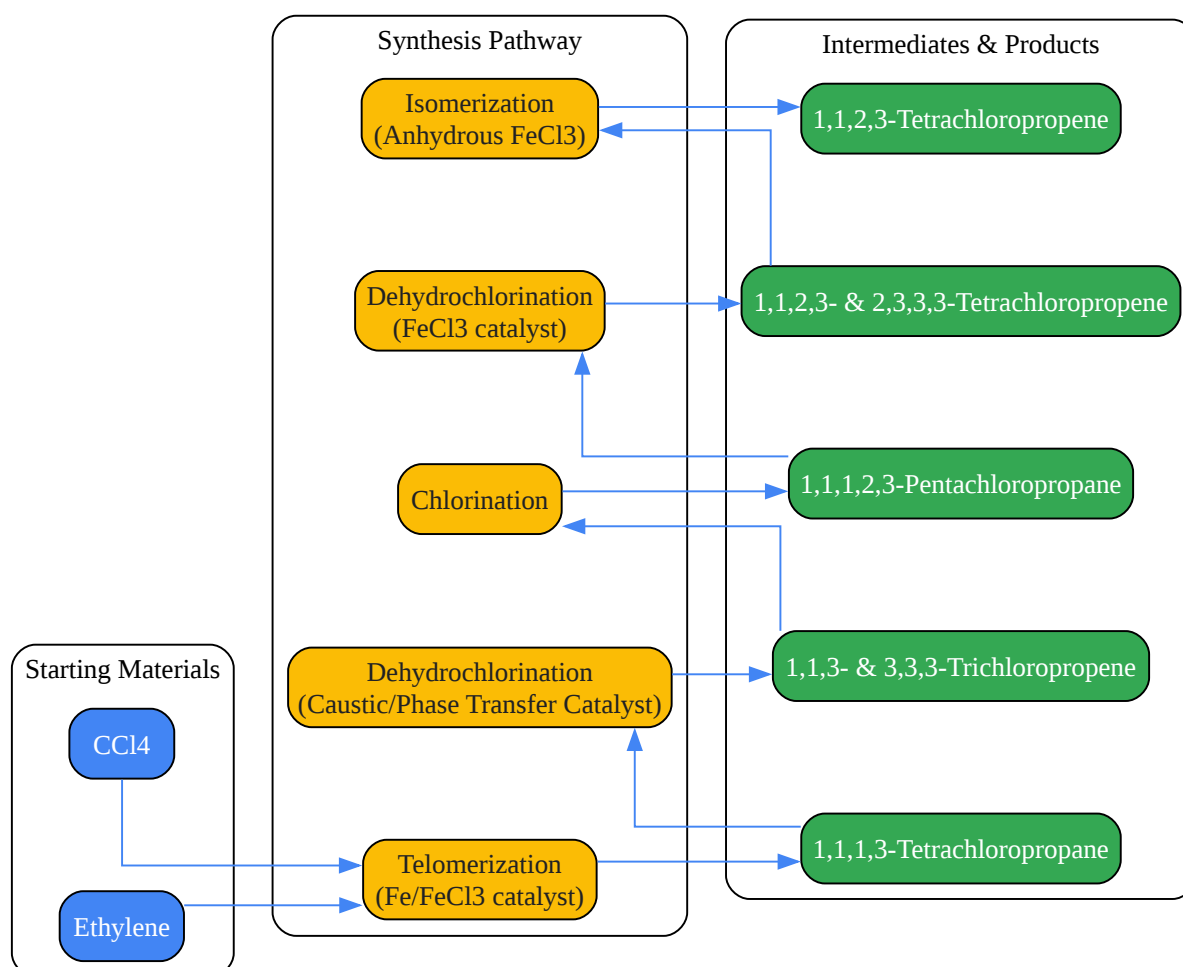 Synthesis Pathway
Intermediates & Products
Isomerization
(Anhydrous FeCl3)
1,1,2,3-Tetrachloropropene
Dehydrochlorination
(FeCl3 catalyst)
1,1,2,3- & 2,3,3,3-Tetrachloropropene
Chlorination
1,1,1,2,3-Pentachloropropane
Starting Materials
Dehydrochlorination
(Caustic/Phase Transfer Catalyst)
1,1,3- & 3,3,3-Trichloropropene
CCl4
Telomerization
(Fe/FeCl3 catalyst)
1,1,1,3-Tetrachloropropane
Ethylene